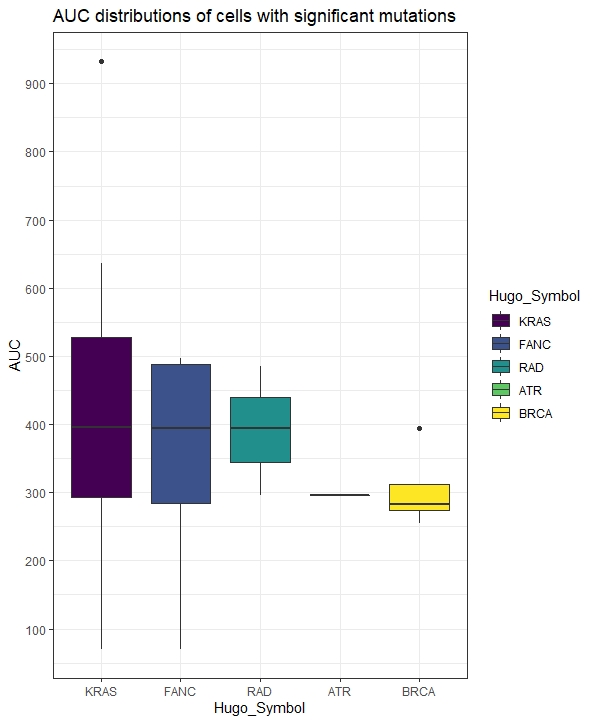 AUC distributions of cells with significant mutations
AUC
900
800
700
600
500
400
300
200
100
KRAS FANC RAD ATR BRCA
Hugo_Symbol
Hugo_Symbol
KRAS
FANC
RAD
ATR
BRCA